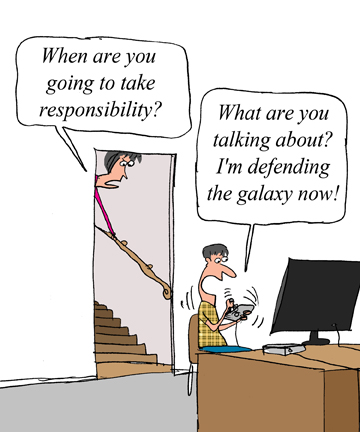 When are you
going to take
responsibility?
What are you
talking about?
I'm defending
the galaxy now!